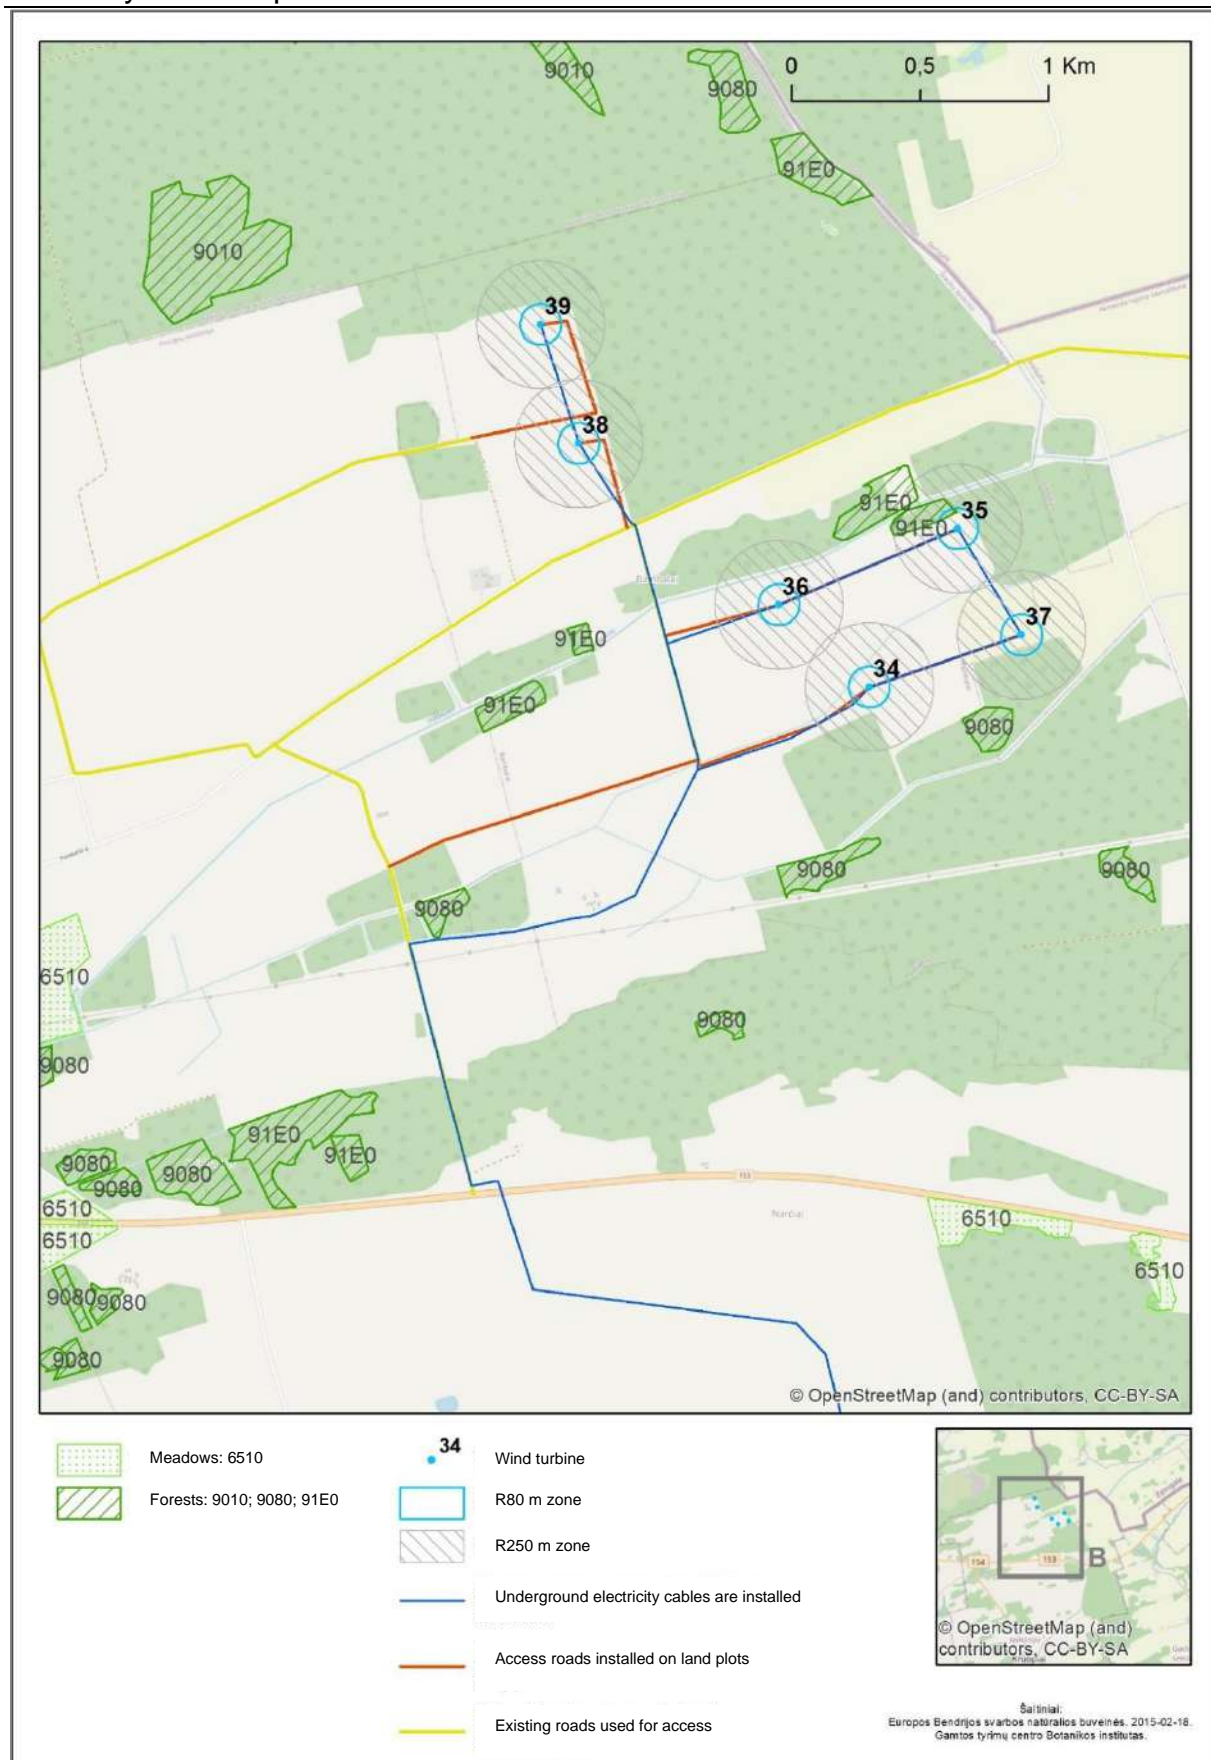 0 0,5 1 Km
9010
9080
91E0
9010
39
38
91E0
35
91E0
36
37
91E0
34
91E0
9080
9080
9080
9080
6510
9080
9080
91E0
91E0
9080
9080
9080
6510
6510
153
6510
6510
9080
9080
9080
© OpenStreetMap (and) contributors, CC-BY-SA
Meadows: 6510
Forests: 9010; 9080; 91E0
34
Wind turbine
R80 m zone
R250 m zone
Underground electricity cables are installed
Access roads installed on land plots
Existing roads used for access
154 153 B
© OpenStreetMap (and)
contributors, CC-BY-SA
Šaltiniai:
Europos Bendrijos svarbos natūralios buveinės. 2015-02-18.
Gamtos tyrimų centro Botanikos institutas.